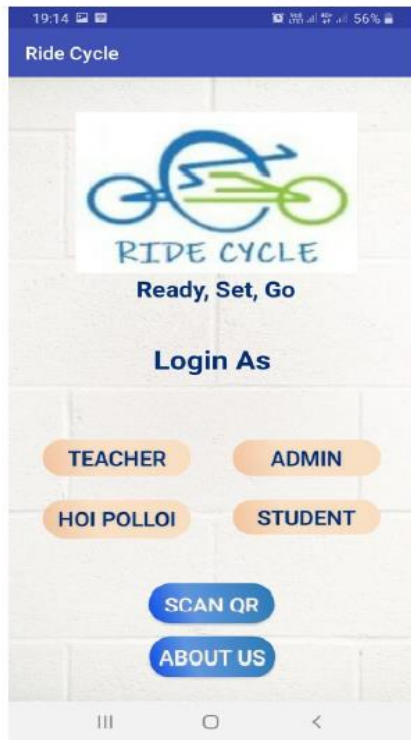 19:14 56%
Ride Cycle
RIDE CYCLE
Ready, Set, Go
Login As
TEACHER ADMIN
HOI POLLOI STUDENT
SCAN QR
ABOUT US